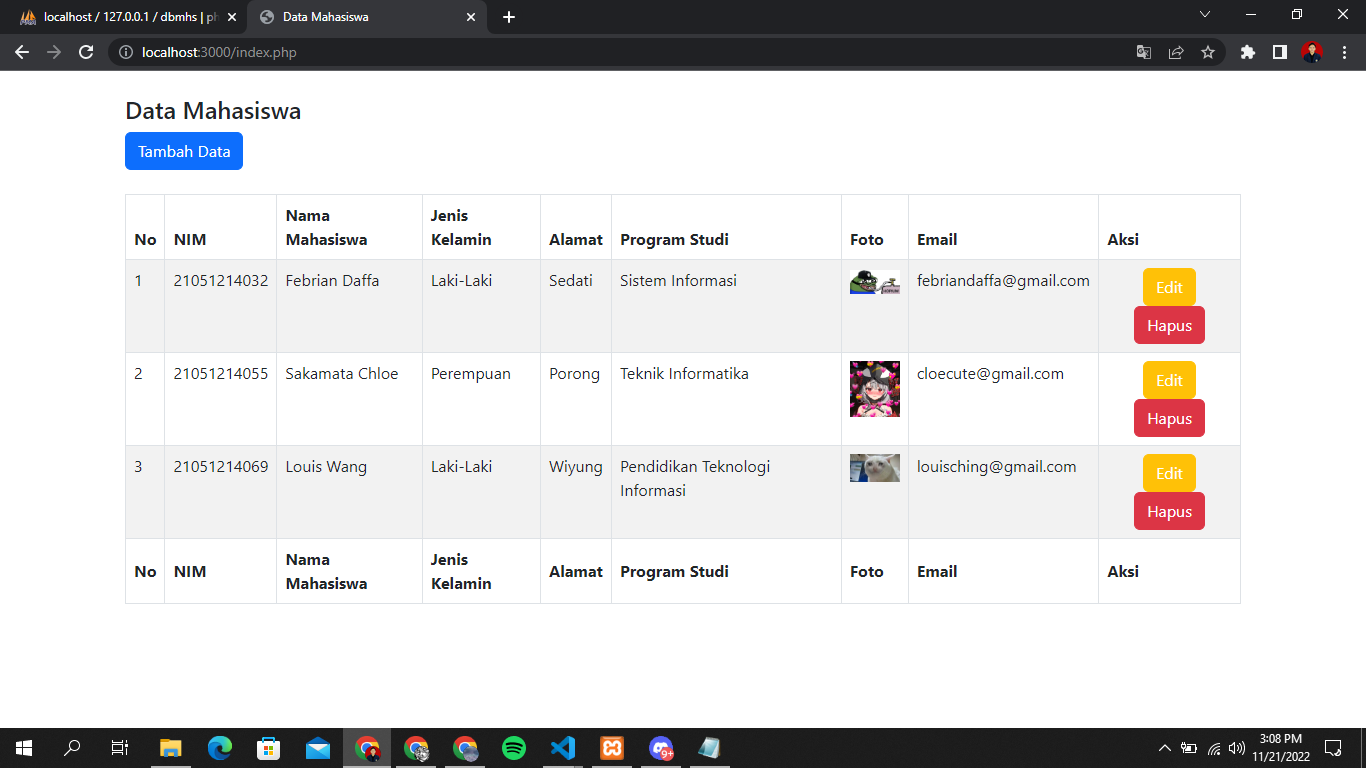 localhost / 127.0.0.1 / dbmhs | ph
Data Mahasiswa
localhost:3000/index.php
Data Mahasiswa
Tambah Data
No NIM Nama Mahasiswa Jenis Kelamin Alamat Program Studi Foto Email Aksi
1 21051214032 Febrian Daffa Laki-Laki Sedati Sistem Informasi febriandaffa@gmail.com Edit
Hapus
2 21051214055 Sakamata Chloe Perempuan Porong Teknik Informatika cloecute@gmail.com Edit
Hapus
3 21051214069 Louis Wang Laki-Laki Wiyung Pendidikan Teknologi Informasi louisching@gmail.com Edit
Hapus
No NIM Nama Mahasiswa Jenis Kelamin Alamat Program Studi Foto Email Aksi
9+
3:08 PM
11/21/2022